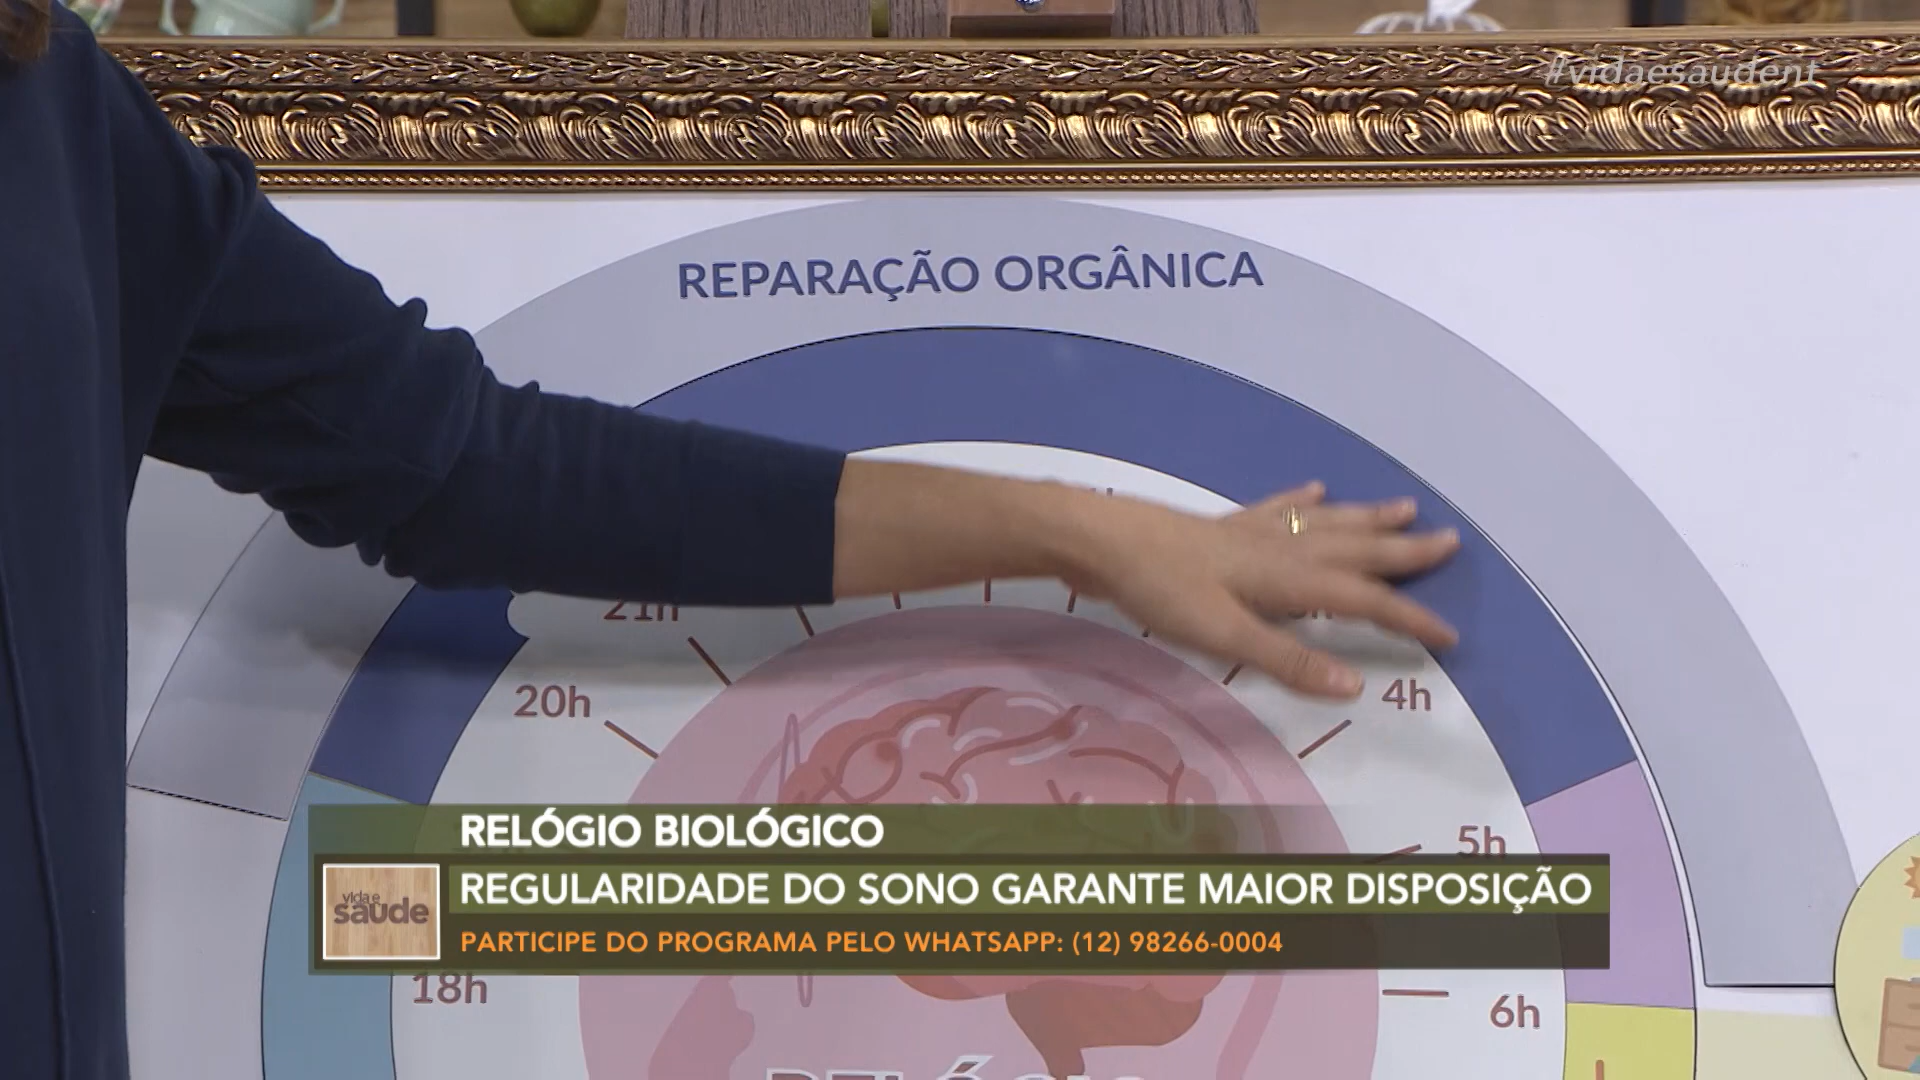 #vidaesaudent
REPARAÇÃO ORGÂNICA
21h
20h
4h
5h
6h
18h
RELÓGIO BIOLÓGICO
REGULARIDADE DO SONO GARANTE MAIOR DISPOSIÇÃO
PARTICIPE DO PROGRAMA PELO WHATSAPP: (12) 98266-0004
vida e
saúde
RELÓGIO